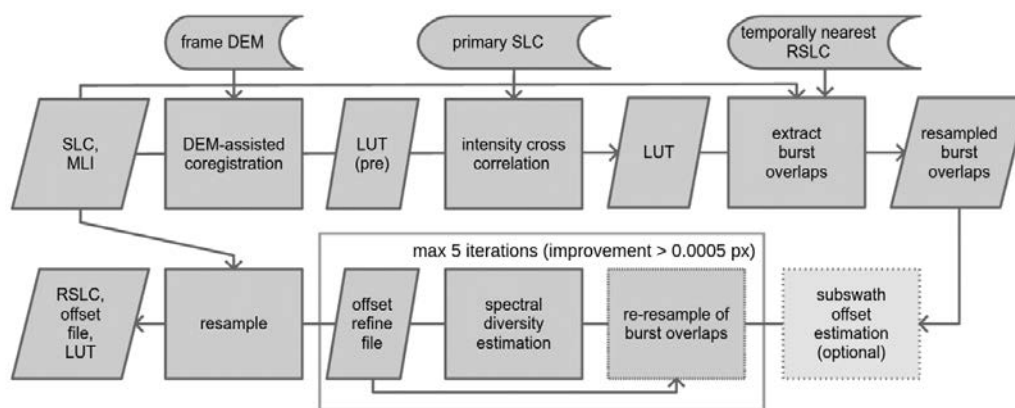 frame DEM
primary SLC
temporally nearest
RSLC
SLC,
MLI
DEM-assisted
coregistration
LUT
(pre)
intensity cross
correlation
LUT
extract
burst
overlaps
resampled
burst
overlaps
max 5 iterations (improvement > 0.0005 px)
RSLC,
offset
file,
LUT
resample
offset
refine
file
spectral
diversity
estimation
re-resample of
burst overlaps
subswath
offset
estimation
(optional)